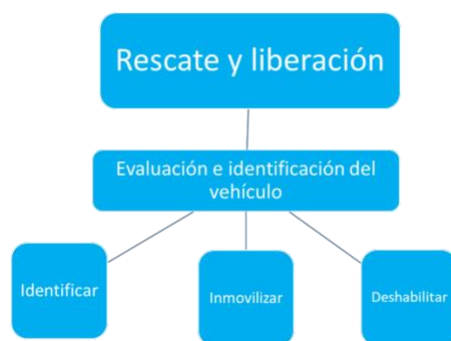 Rescate y liberación
Evaluación e identificación del
vehículo
Identificar
Inmovilizar
Deshabilitar